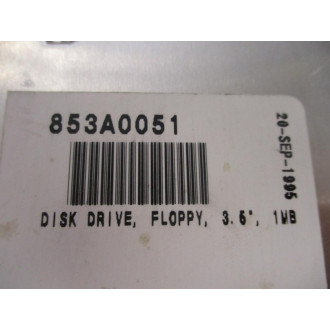 853A0051
DISK DRIVE, FLOPPY, 3.5", 1MB
20-SEP-1995